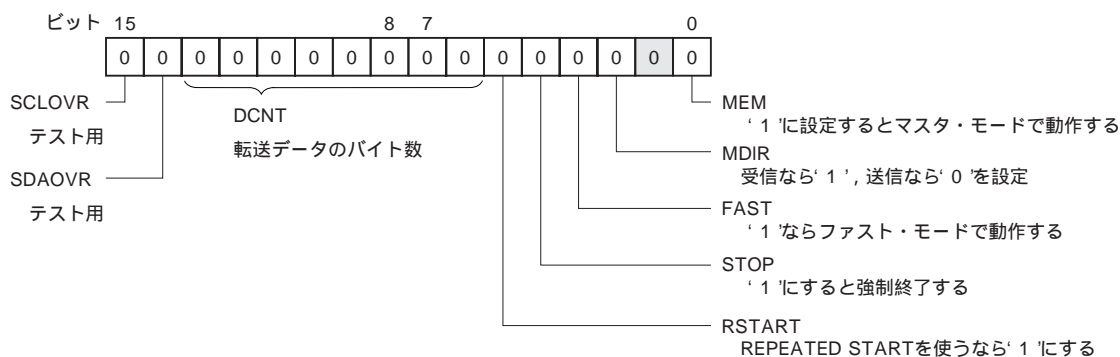 ビット 15 8 7 0
0 0 0 0 0 0 0 0 0 0 0 0 0 0 0 0
SCLOVR
テスト用
SDAOVR
テスト用
DCNT
転送データのバイト数
MEM
‘1’に設定するとマスタ・モードで動作する
MDIR
受信なら‘1’，送信なら‘0’を設定
FAST
‘1’ならファスト・モードで動作する
STOP
‘1’にすると強制終了する
RSTART
REPEATED STARTを使うなら‘1’にする